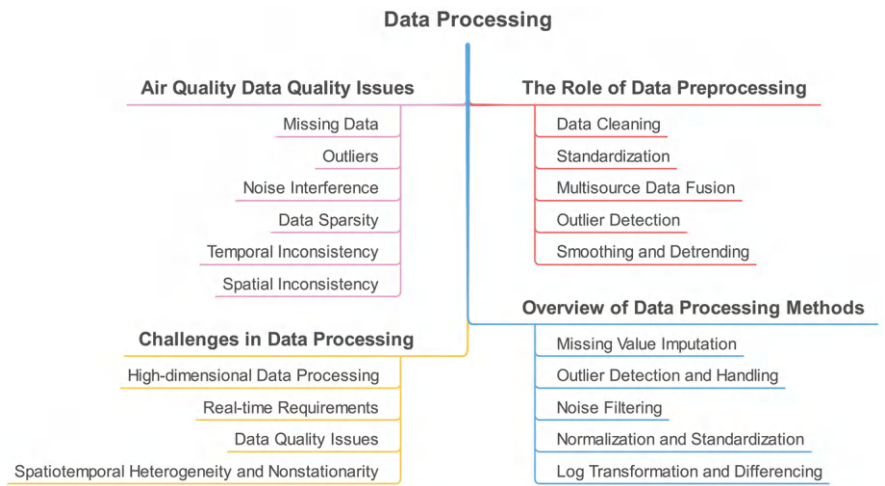 Data Processing
Air Quality Data Quality Issues
Missing Data
Outliers
Noise Interference
Data Sparsity
Temporal Inconsistency
Spatial Inconsistency
Challenges in Data Processing
High-dimensional Data Processing
Real-time Requirements
Data Quality Issues
Spatiotemporal Heterogeneity and Nonstationarity
The Role of Data Preprocessing
Data Cleaning
Standardization
Multisource Data Fusion
Outlier Detection
Smoothing and Detrending
Overview of Data Processing Methods
Missing Value Imputation
Outlier Detection and Handling
Noise Filtering
Normalization and Standardization
Log Transformation and Differencing